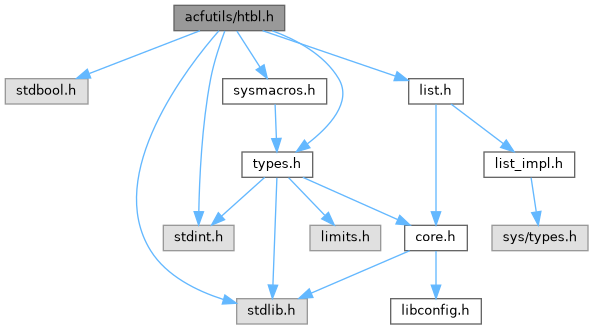 acfutils/htbl.h
stdbool.h
sysmacros.h
list.h
types.h
list_impl.h
stdint.h
limits.h
core.h
sys/types.h
stdlib.h
libconfig.h